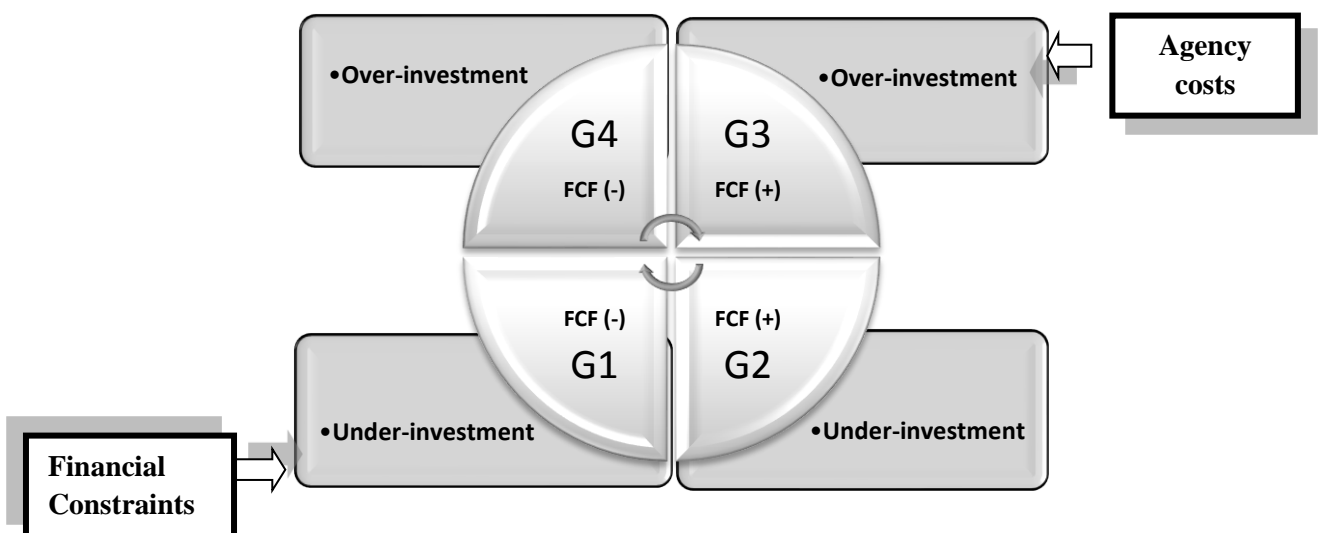 •Over-investment
•Over-investment
Agency
costs
G4
G3
FCF (-)
FCF (+)
FCF (-)
FCF (+)
G1
G2
•Under-investment
•Under-investment
Financial
Constraints